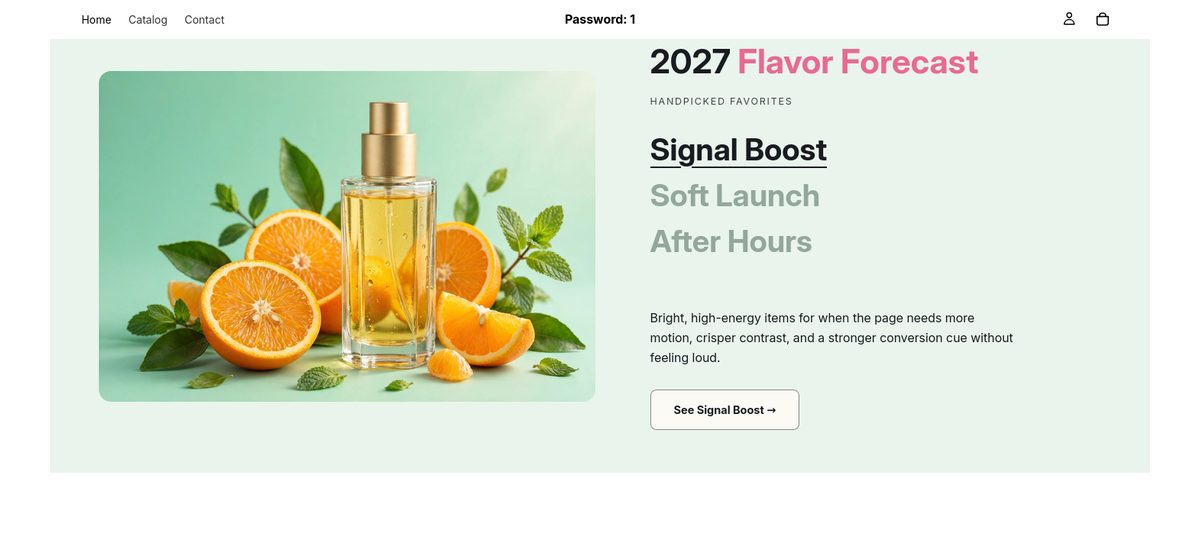 Home Catalog Contact Password: 1
2027 Flavor Forecast
HANDPICKED FAVORITES
Signal Boost
Soft Launch
After Hours
Bright, high-energy items for when the page needs more
motion, crisper contrast, and a stronger conversion cue without
feeling loud.
See Signal Boost →